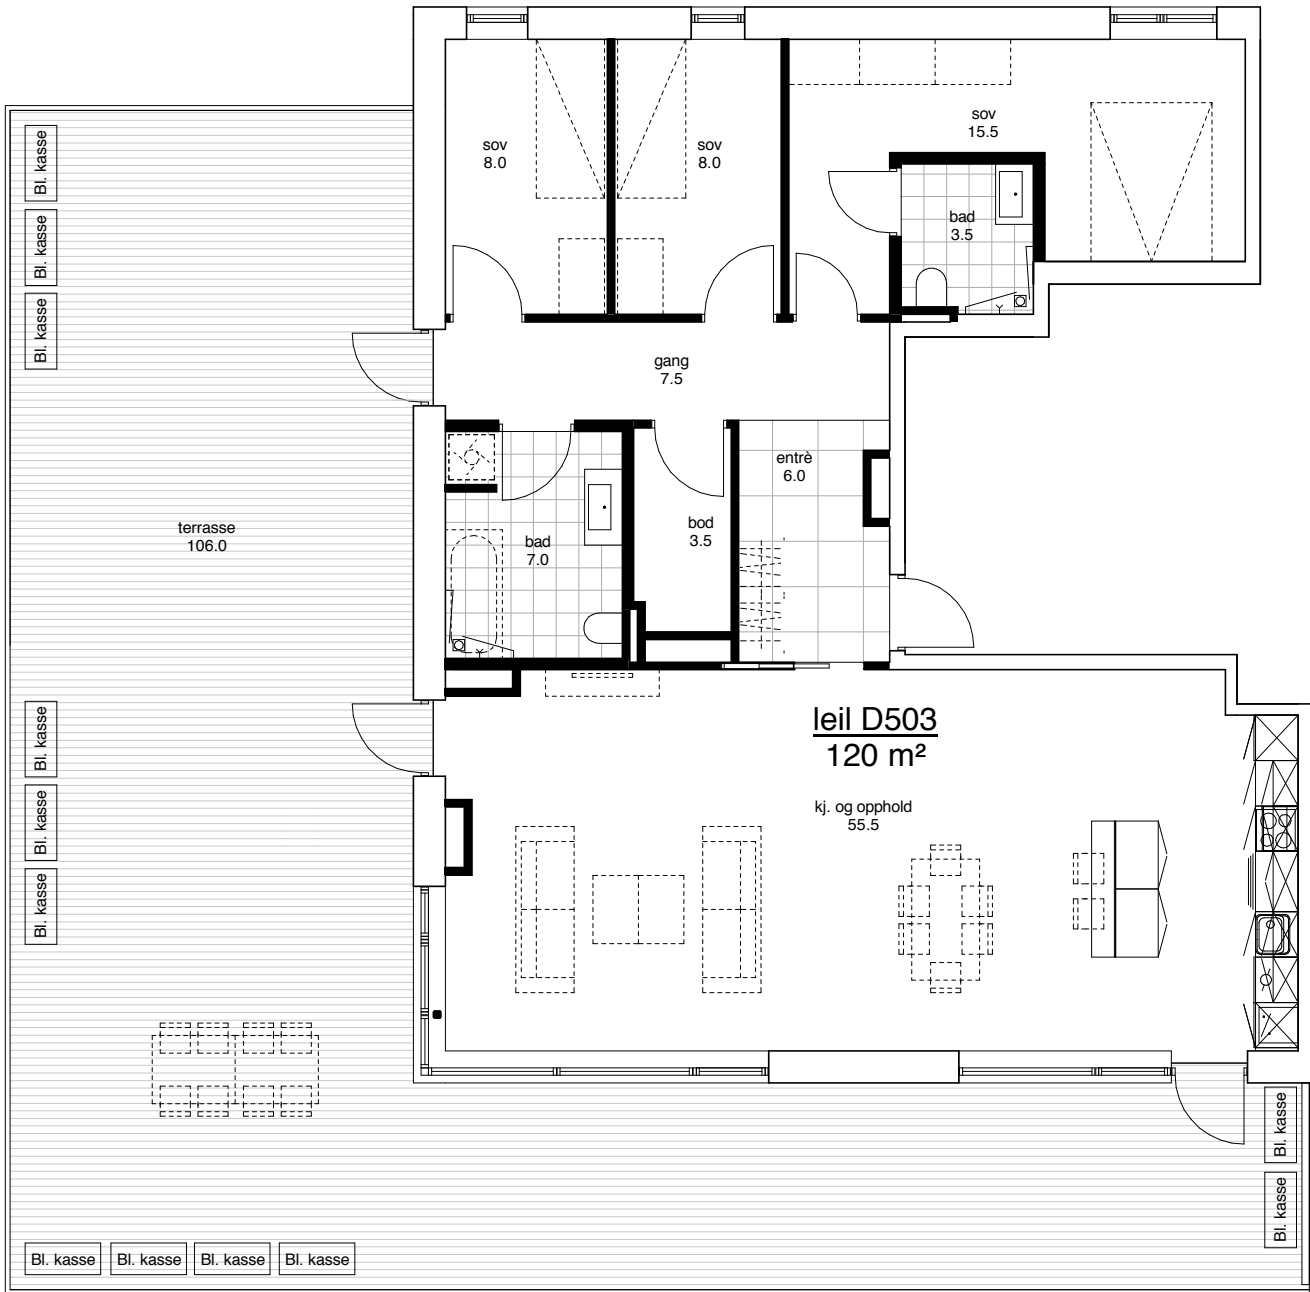 sov
8.0
sov
8.0
sov
15.5
bad
3.5
Bl. kasse
Bl. kasse
Bl. kasse
gang
7.5
entrè
6.0
bod
3.5
bad
7.0
terrasse
106.0
leil D503
120 m²
kj. og opphold
55.5
Bl. kasse
Bl. kasse
Bl. kasse
Bl. kasse
Bl. kasse
Bl. kasse
Bl. kasse
Bl. kasse
Bl. kasse